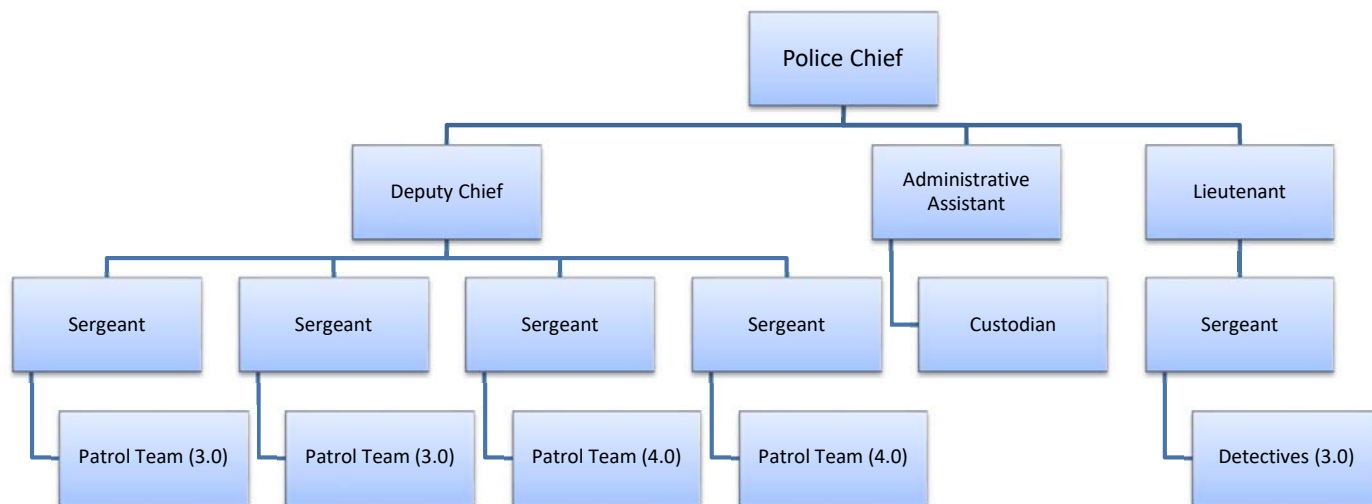 Police Chief
Deputy Chief
Administrative
Assistant
Lieutenant
Sergeant
Sergeant
Sergeant
Sergeant
Custodian
Sergeant
Patrol Team (3.0)
Patrol Team (3.0)
Patrol Team (4.0)
Patrol Team (4.0)
Detectives (3.0)